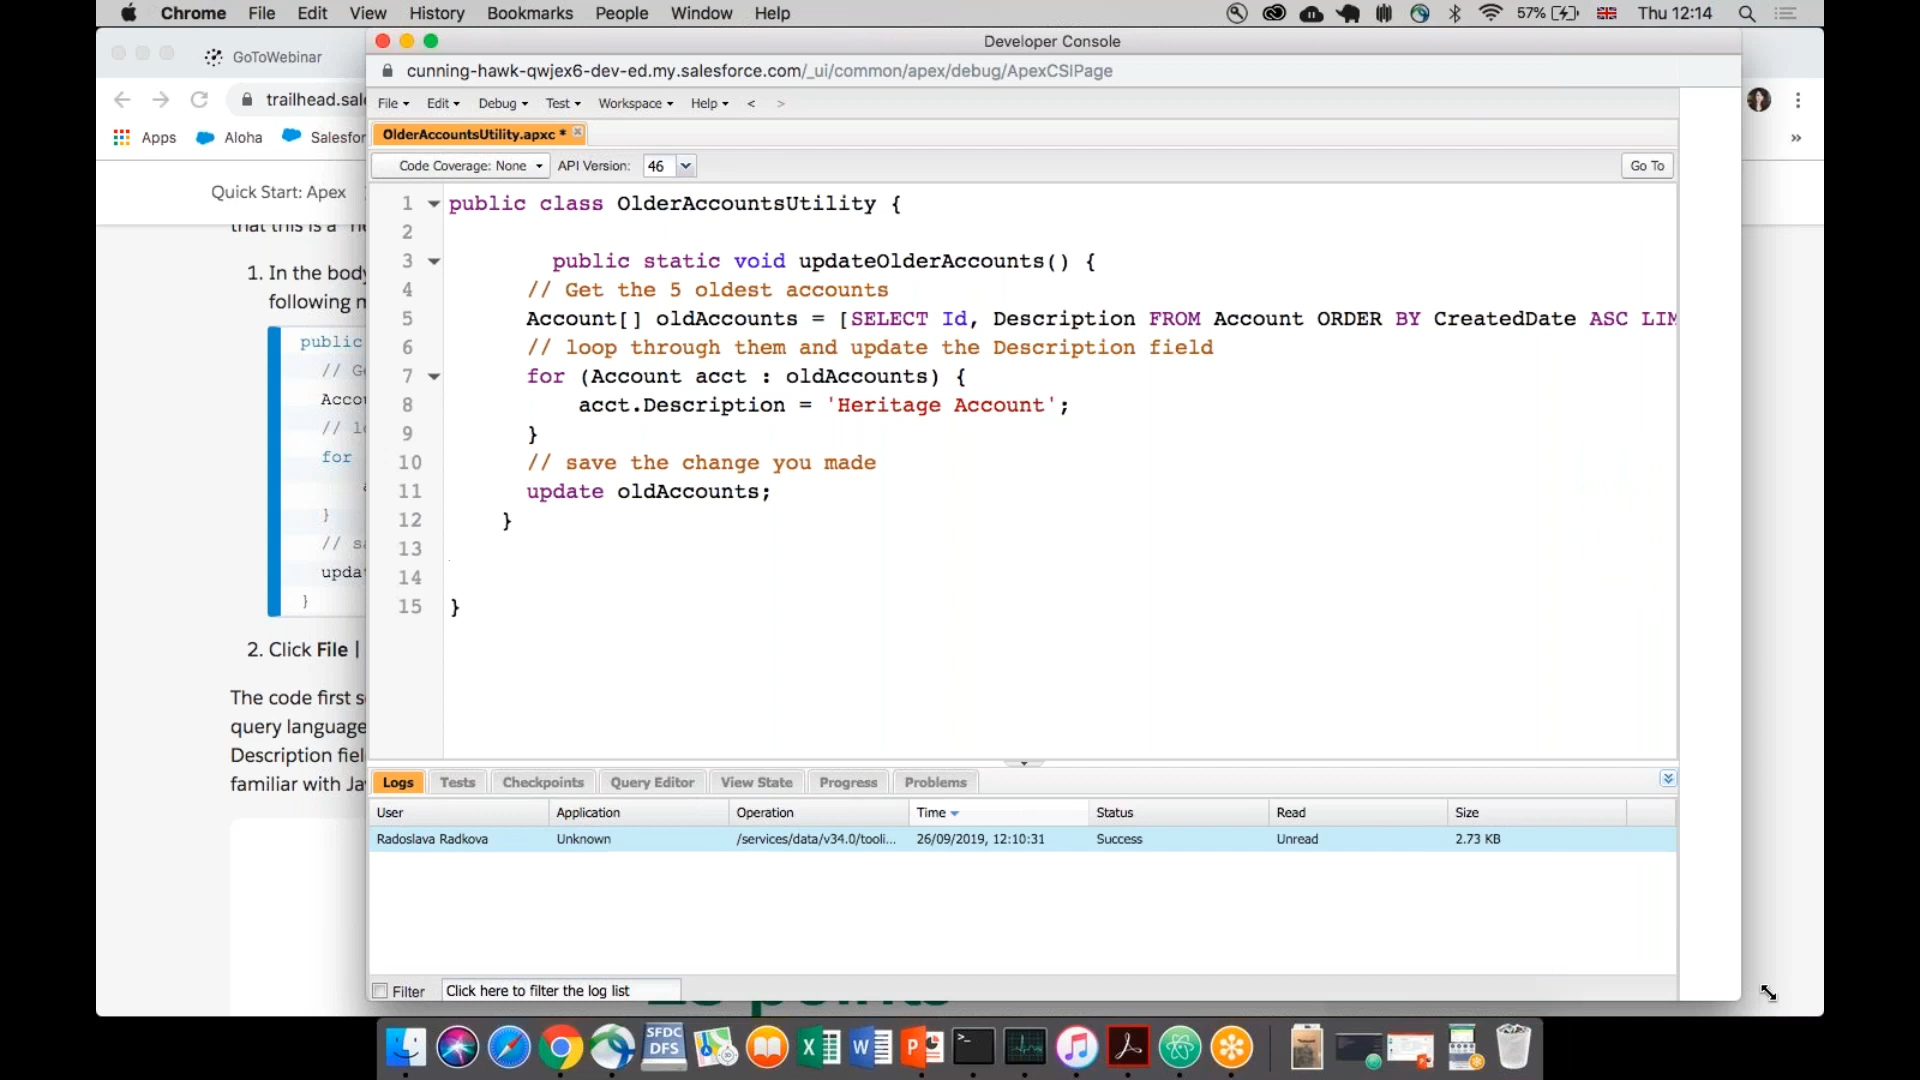 Chrome File Edit View History Bookmarks People Window Help 57% Thu 12:14
GoToWebinar
Developer Console
cunning-hawk-qwjex6-dev-ed.my.salesforce.com/_ui/common/apex/debug/ApexCSIPage
trailhead.sal
File Edit Debug Test Workspace Help < >
Apps Aloha Salesfor »
OlderAccountsUtility.apxc *
Code Coverage: None API Version: 46 Go To
Quick Start: Apex
1. In the body
following m
public
// G
Acco
for
}
updat
}
2. Click File |
The code first s
query language
Description fiel
familiar with Ja
1 public class OlderAccountsUtility {
2
3 public static void updateOlderAccounts() {
4 // Get the 5 oldest accounts
5 Account[] oldAccounts = [SELECT Id, Description FROM Account ORDER BY CreatedDate ASC LIM
6 // loop through them and update the Description field
7 for (Account acct : oldAccounts) {
8 acct.Description = 'Heritage Account';
9 }
10 // save the change you made
11 update oldAccounts;
12 }
13
14
15 }
Logs Tests Checkpoints Query Editor View State Progress Problems
User Application Operation Time Status Read Size
Radoslava Radkova Unknown /services/data/v34.0/tooli... 26/09/2019, 12:10:31 Success Unread 2.73 KB
Filter Click here to filter the log list
SFDC
DFS